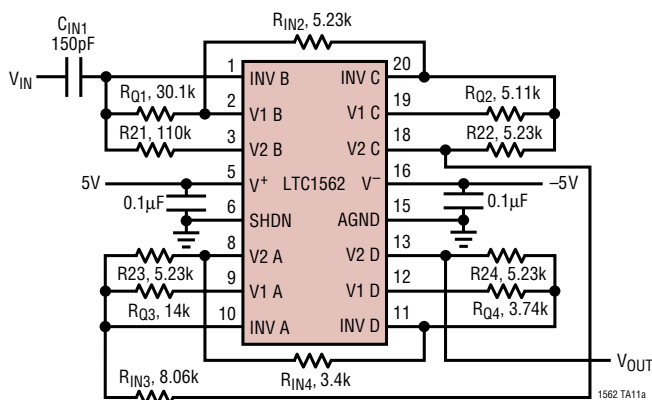 RIN2, 5.23k
CIN1
150pF
VIN
1 INV B INV C 20
RQ1, 30.1k 2 V1 B V1 C 19 RQ2, 5.11k
R21, 110k 3 V2 B V2 C 18 R22, 5.23k
5V 5 V+ LTC1562 V– 16 –5V
0.1µF 6 SHDN AGND 15 0.1µF
8 V2 A V2 D 13
R23, 5.23k 9 V1 A V1 D 12 R24, 5.23k
RQ3, 14k 10 INV A INV D 11 RQ4, 3.74k
VOUT
RIN3, 8.06k RIN4, 3.4k
1562 TA11a